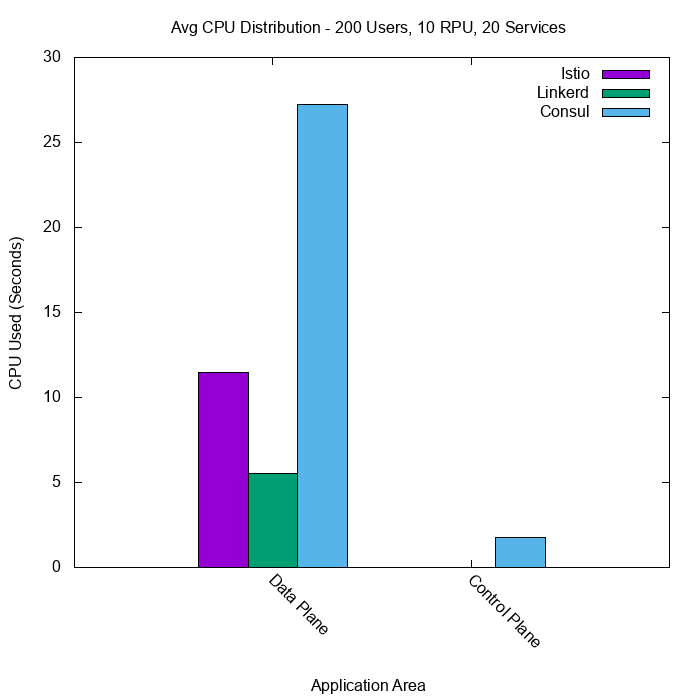 Avg CPU Distribution - 200 Users, 10 RPU, 20 Services
Istio
Linkerd
Consul
30
25
20
15
10
5
0
CPU Used (Seconds)
Data Plane
Control Plane
Application Area